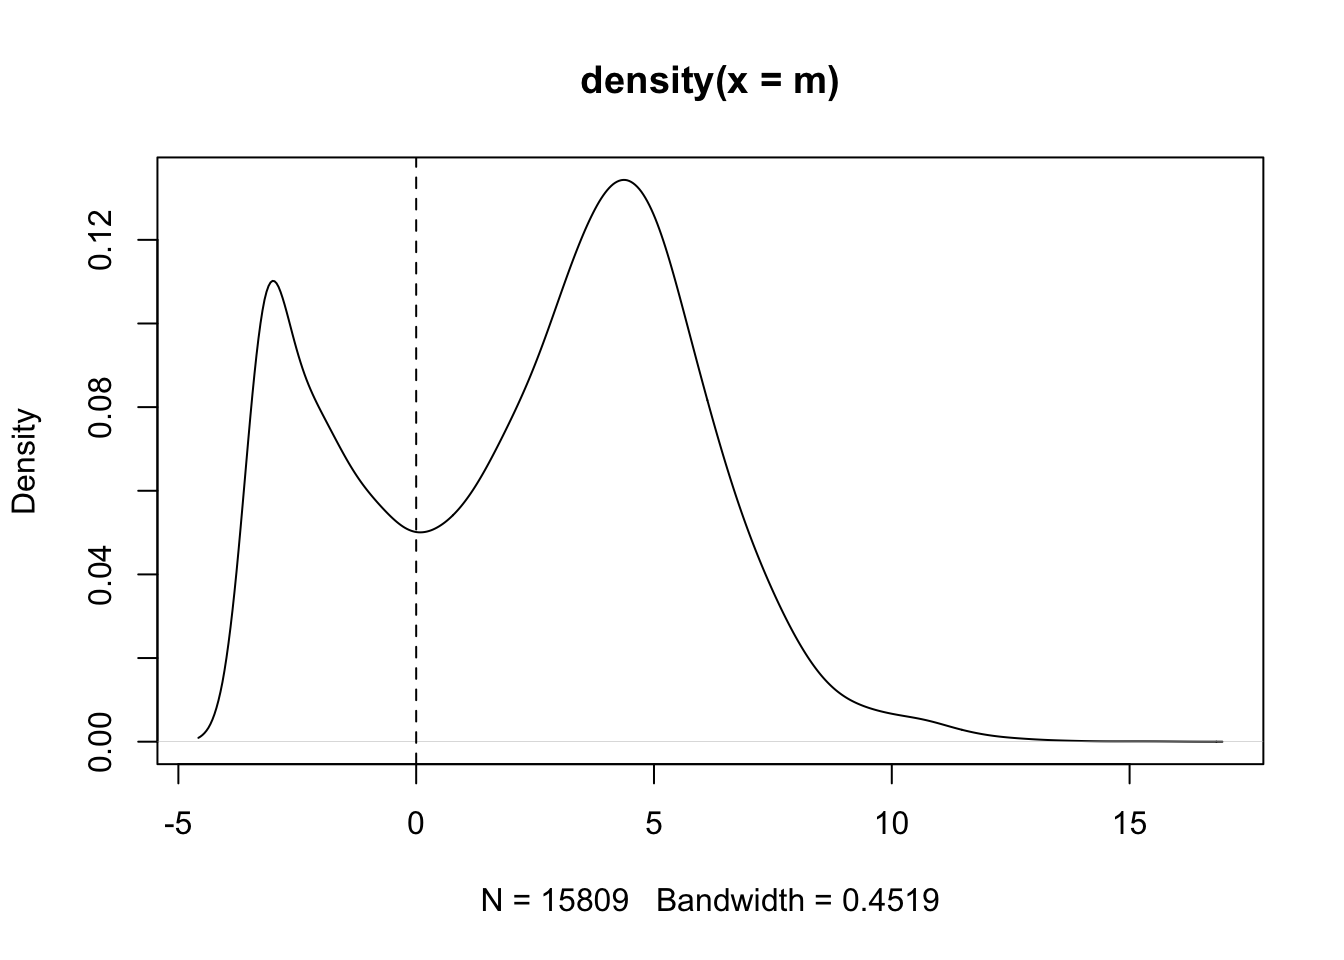 density(x = m)
Density
0.12
0.08
0.04
0.00
-5 0 5 10 15
N = 15809 Bandwidth = 0.4519